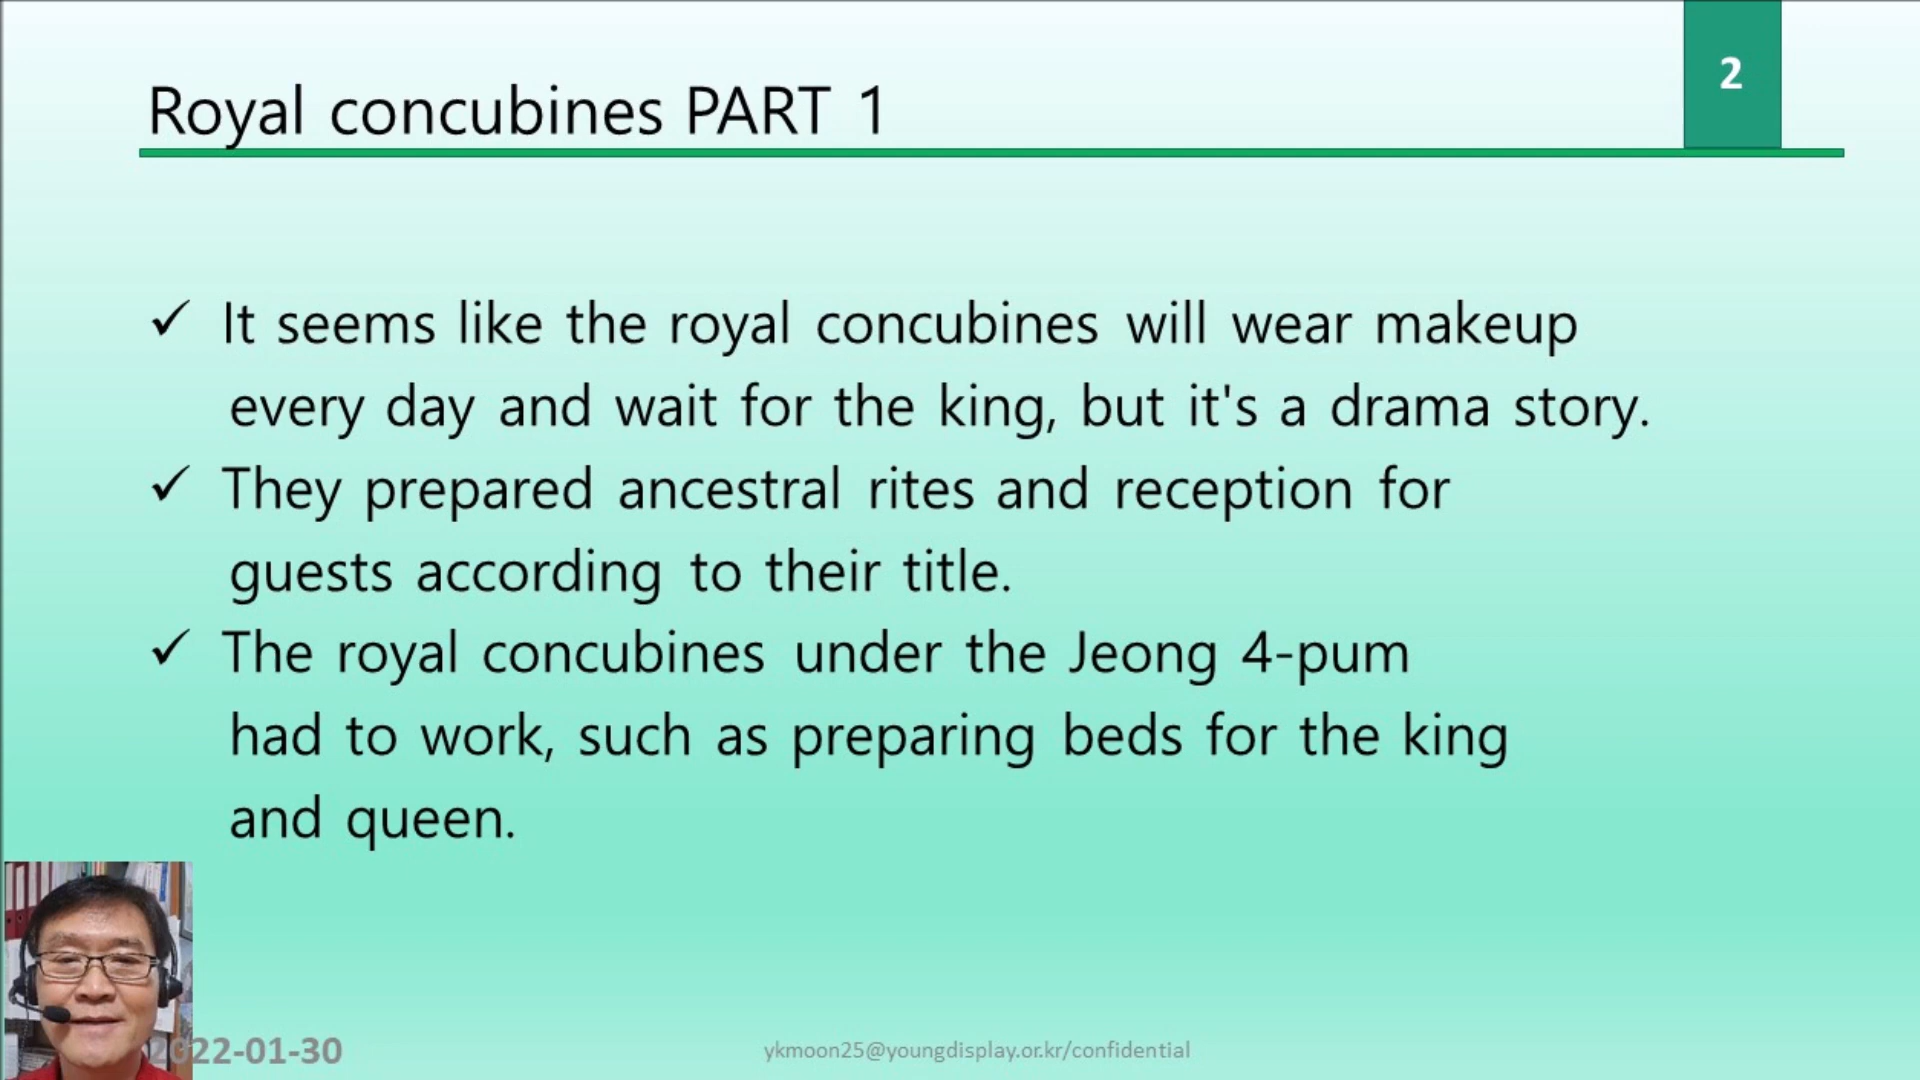 2
Royal concubines PART 1
✓ It seems like the royal concubines will wear makeup
every day and wait for the king, but it's a drama story.
✓ They prepared ancestral rites and reception for
guests according to their title.
✓ The royal concubines under the Jeong 4-pum
had to work, such as preparing beds for the king
and queen.
2022-01-30
ykmoon25@youngdisplay.or.kr/confidential